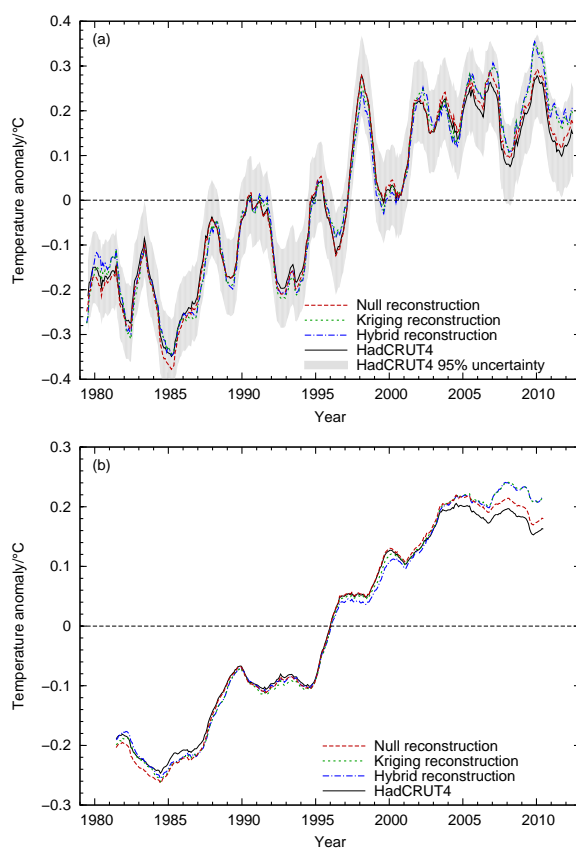 (a)
Temperature anomaly/°C
0.4
0.3
0.2
0.1
0
−0.1
−0.2
−0.3
−0.4
Null reconstruction
Kriging reconstruction
Hybrid reconstruction
HadCRUT4
HadCRUT4 95% uncertainty
1980 1985 1990 1995 2000 2005 2010
Year
(b)
Temperature anomaly/°C
0.3
0.2
0.1
0
−0.1
−0.2
−0.3
Null reconstruction
Kriging reconstruction
Hybrid reconstruction
HadCRUT4
1980 1985 1990 1995 2000 2005 2010
Year